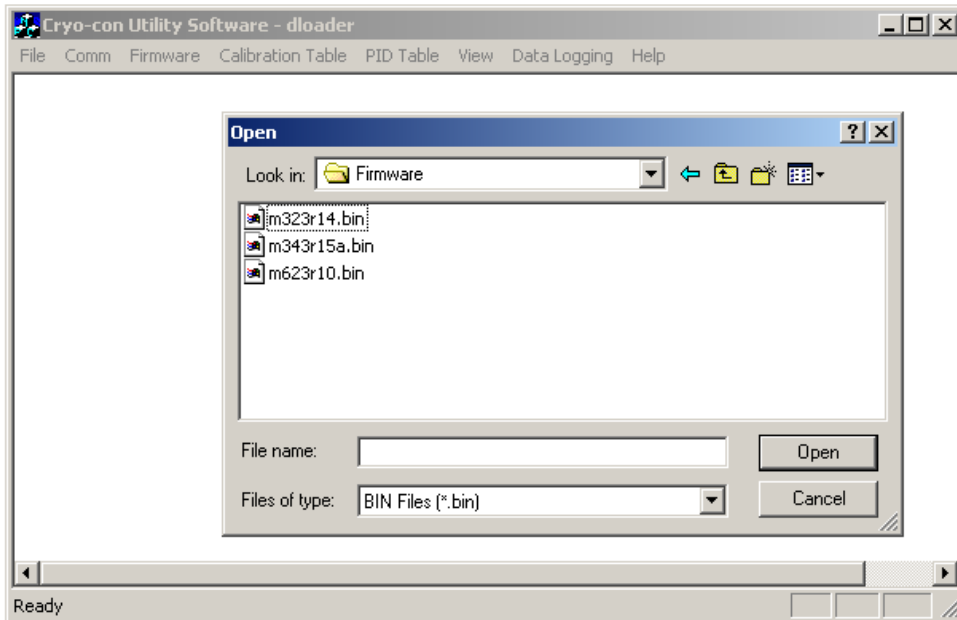 Cryo-con Utility Software - dloader
File Comm Firmware Calibration Table PID Table View Data Logging Help
Open
Look in: Firmware
m323r14.bin
m343r15a.bin
m623r10.bin
File name: Open
Files of type: BIN Files (*.bin) Cancel
Ready